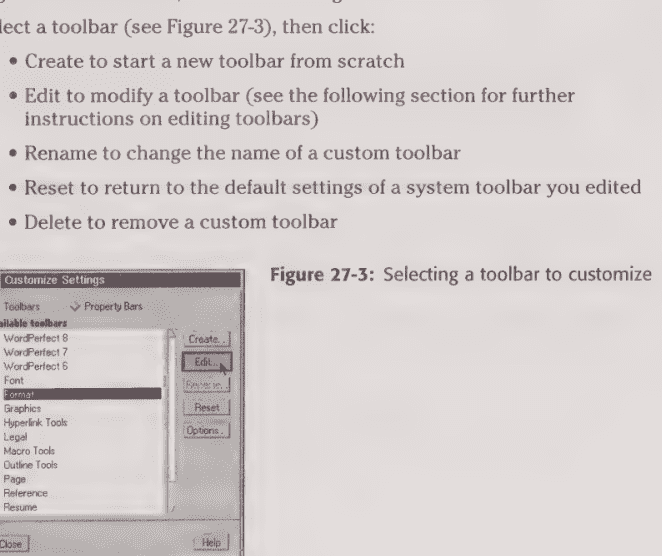 lect a toolbar (see Figure 27-3), then click:
• Create to start a new toolbar from scratch
• Edit to modify a toolbar (see the following section for further
instructions on editing toolbars)
• Rename to change the name of a custom toolbar
• Reset to return to the default settings of a system toolbar you edited
• Delete to remove a custom toolbar
Figure 27-3: Selecting a toolbar to customize
Customize Settings
Toolbars Property Bars
ailable toolbars
WordPerfect 8
WordPerfect 7
WordPerfect 6
Font
Format
Graphics
Hyperlink Tools
Legal
Macro Tools
Outline Tools
Page
Reference
Resume
Create...
Edit...
Rename...
Reset
Options...
Close
Help